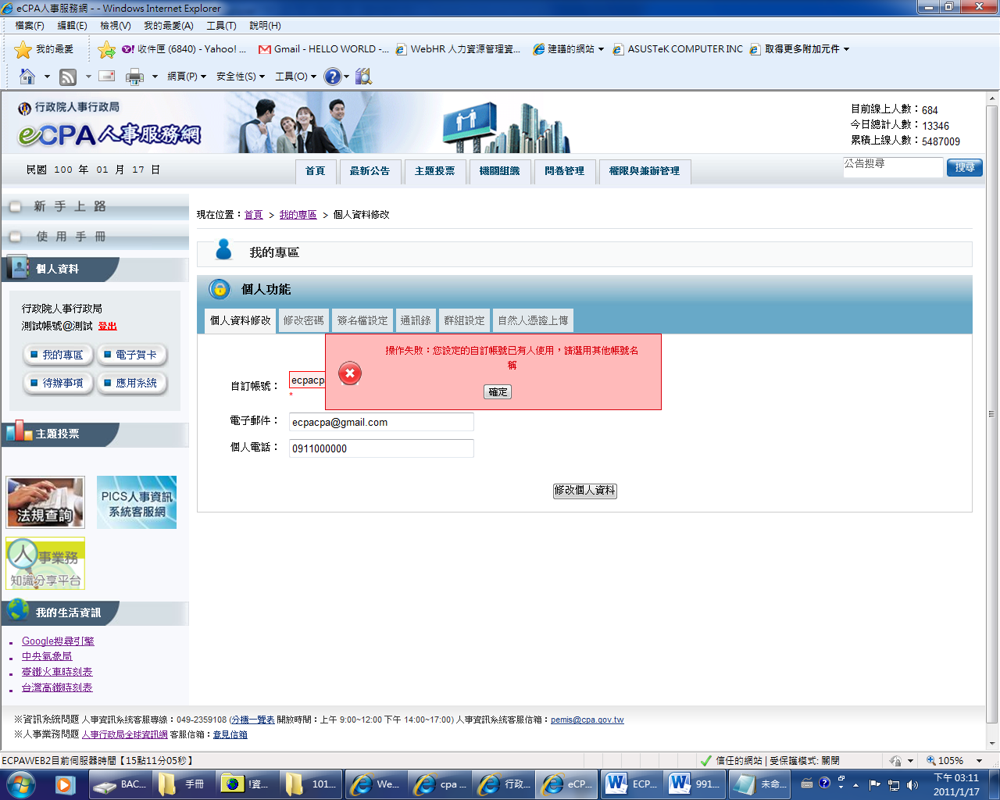 eCPA人事服務網 - - Windows Internet Explorer
檔案(F) 編輯(E) 檢視(V) 我的最愛(A) 工具(T) 說明(H)
我的最愛 收件匣 (6840) - Yahoo! ... Gmail - HELLO WORLD -... WebHR 人力資源管理資... 建議的網站 ASUSTeK COMPUTER INC 取得更多附加元件
網頁(P) 安全性(S) 工具(O)
行政院人事行政局
eCPA人事服務網
目前線上人數：684
今日總計人數：13346
累積上線人數：5487009
民國 100 年 01 月 17 日
首頁 最新公告 主題投票 機關組織 問卷管理 權限與兼辦管理
公告搜尋 搜尋
新手上路
使用手冊
個人資料
行政院人事行政局
測試帳號@測試 登出
我的專區 電子賀卡
待辦事項 應用系統
主題投票
法規查詢
PICS人事資訊
系統客服網
人事業務
知識分享平台
我的生活資訊
Google搜尋引擎
中央氣象局
臺鐵火車時刻表
台灣高鐵時刻表
現在位置：首頁 > 我的專區 > 個人資料修改
我的專區
個人功能
個人資料修改 修改密碼 簽名檔設定 通訊錄 群組設定 自然人憑證上傳
操作失敗：您設定的自訂帳號已有人使用，請選用其他帳號名
稱
確定
自訂帳號： ecpacp
*
電子郵件： ecpacpa@gmail.com
個人電話： 0911000000
修改個人資料
※資訊系統問題 人事資訊系統客服專線：049-2359108 (分機一覽表 開放時間：上午 9:00~12:00 下午 14:00~17:00) 人事資訊系統客服信箱：pemis@cpa.gov.tw
※人事業務問題 人事行政局全球資訊網 客服信箱：意見信箱
ECPAWEB2目前伺服器時間【15點11分05秒】 信任的網站 | 受保護模式: 關閉 105%
BAC... 手冊 !資... 101... We... cpa ... 行政... eCP... ECP... 991... 未命...
下午 03:11
2011/1/17